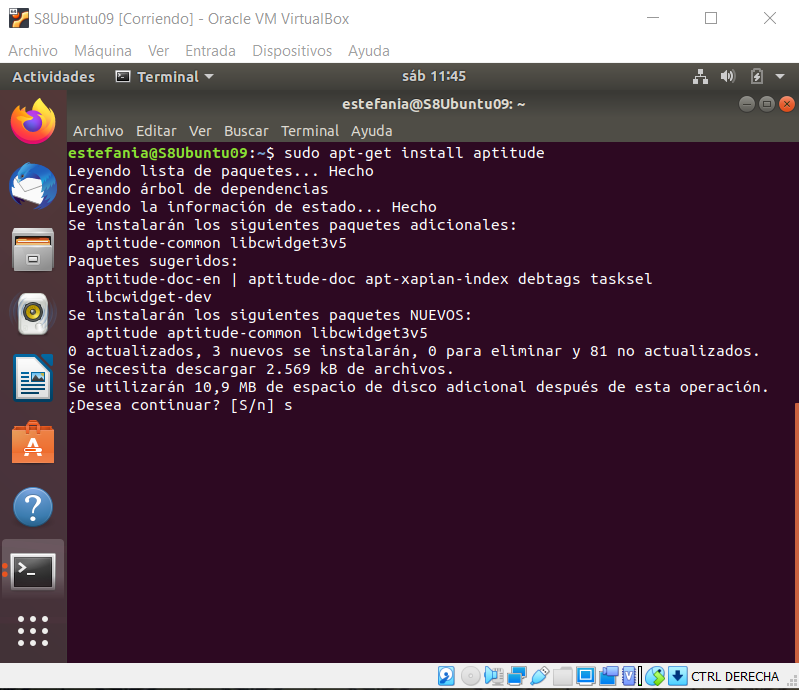 S8Ubuntu09 [Corriendo] - Oracle VM VirtualBox
Archivo Máquina Ver Entrada Dispositivos Ayuda
Actividades Terminal sáb 11:45
estefania@S8Ubuntu09: ~
Archivo Editar Ver Buscar Terminal Ayuda
estefania@S8Ubuntu09:~$ sudo apt-get install aptitude
Leyendo lista de paquetes... Hecho
Creando árbol de dependencias
Leyendo la información de estado... Hecho
Se instalarán los siguientes paquetes adicionales:
aptitude-common libcwidget3v5
Paquetes sugeridos:
aptitude-doc-en | aptitude-doc apt-xapian-index debtags tasksel
libcwidget-dev
Se instalarán los siguientes paquetes NUEVOS:
aptitude aptitude-common libcwidget3v5
0 actualizados, 3 nuevos se instalarán, 0 para eliminar y 81 no actualizados.
Se necesita descargar 2.569 kB de archivos.
Se utilizarán 10,9 MB de espacio de disco adicional después de esta operación.
¿Desea continuar? [S/n] s
CTRL DERECHA